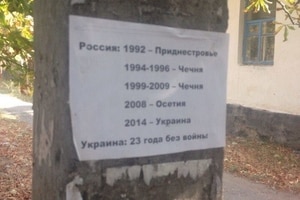 Россия: 1992 – Приднестровье
1994-1996 – Чечня
1999-2009 – Чечня
2008 – Осетия
2014 – Украина
Украина: 23 года без войны